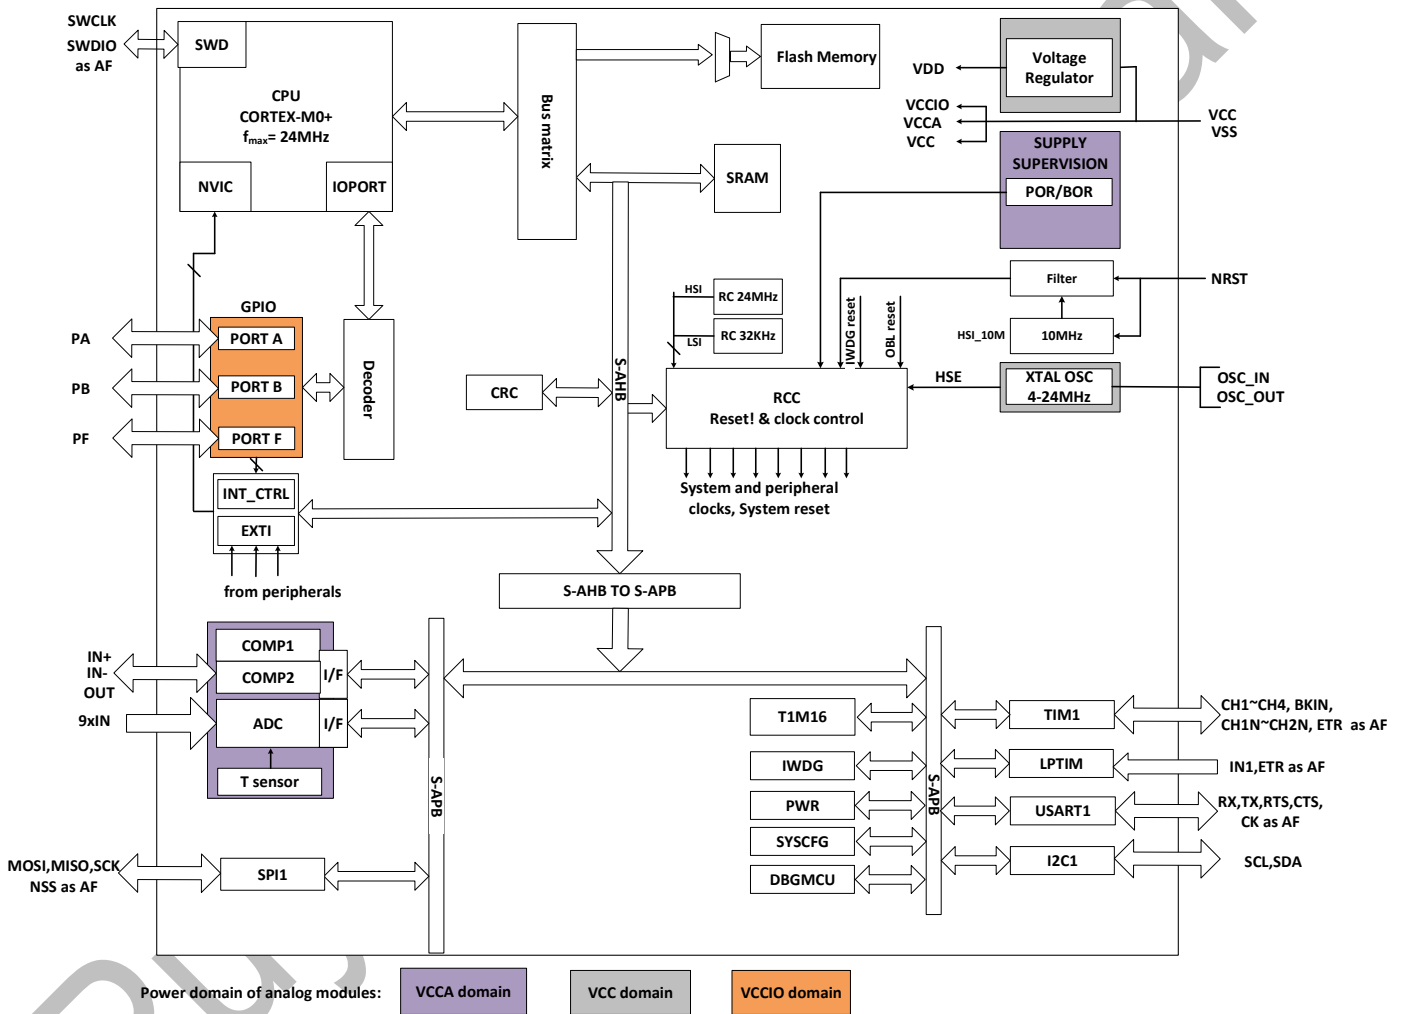 SWCLK
SWDIO
as AF
SWD
CPU
CORTEX-M0+
fmax= 24MHz
NVIC
IOPORT
Bus matrix
Flash Memory
SRAM
Voltage
Regulator
VDD
VCCIO
VCCA
VCC
VCC
VSS
SUPPLY
SUPERVISION
POR/BOR
Filter
NRST
HSI_10M
10MHz
HSI
RC 24MHz
LSI
RC 32KHz
IWDG reset
OBL reset
HSE
XTAL OSC
4-24MHz
OSC_IN
OSC_OUT
RCC
Reset! & clock control
System and peripheral
clocks, System reset
GPIO
PA
PORT A
PB
PORT B
PF
PORT F
Decoder
CRC
S-AHB
INT_CTRL
EXTI
from peripherals
S-AHB TO S-APB
IN+
IN-
OUT
COMP1
COMP2
I/F
9xIN
ADC
I/F
T sensor
S-APB
MOSI,MISO,SCK
NSS as AF
SPI1
T1M16
IWDG
PWR
SYSCFG
DBGMCU
S-APB
TIM1
CH1~CH4, BKIN,
CH1N~CH2N, ETR as AF
LPTIM
IN1,ETR as AF
USART1
RX,TX,RTS,CTS,
CK as AF
I2C1
SCL,SDA
Power domain of analog modules:
VCCA domain
VCC domain
VCCIO domain